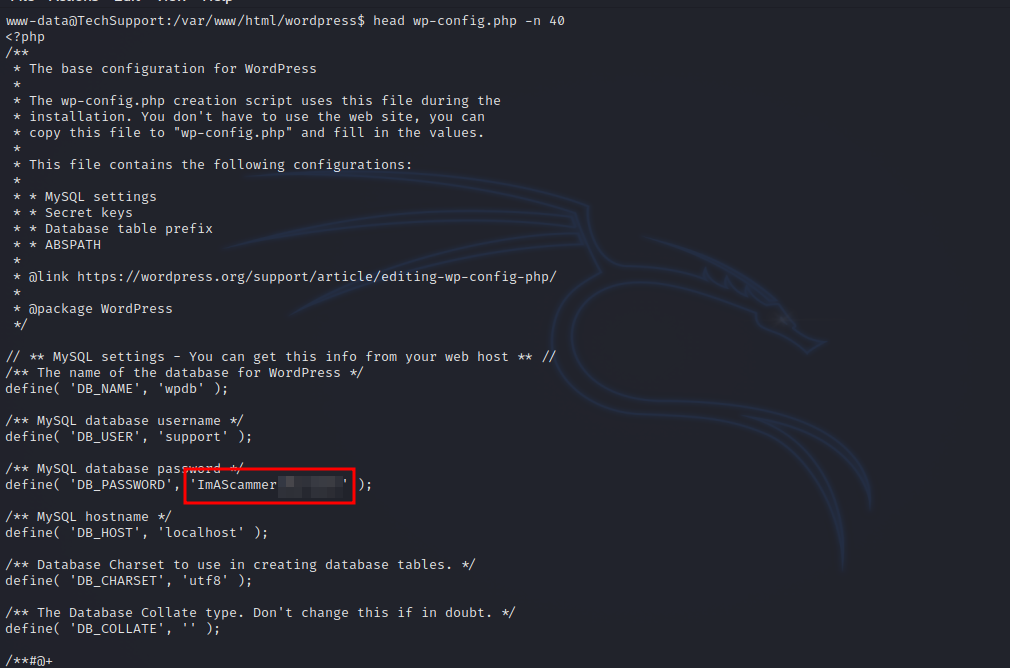 www-data@TechSupport:/var/www/html/wordpress$ head wp-config.php -n 40
<?php
/**
 * The base configuration for WordPress
 *
 * The wp-config.php creation script uses this file during the
 * installation. You don't have to use the web site, you can
 * copy this file to "wp-config.php" and fill in the values.
 *
 * This file contains the following configurations:
 *
 * * MySQL settings
 * * Secret keys
 * * Database table prefix
 * * ABSPATH
 *
 * @link https://wordpress.org/support/article/editing-wp-config-php/
 *
 * @package WordPress
 */

// ** MySQL settings - You can get this info from your web host ** //
/** The name of the database for WordPress */
define( 'DB_NAME', 'wpdb' );

/** MySQL database username */
define( 'DB_USER', 'support' );

/** MySQL database password */
define( 'DB_PASSWORD', 'ImAScammer' );

/** MySQL hostname */
define( 'DB_HOST', 'localhost' );

/** Database Charset to use in creating database tables. */
define( 'DB_CHARSET', 'utf8' );

/** The Database Collate type. Don't change this if in doubt. */
define( 'DB_COLLATE', '' );

/**#@+